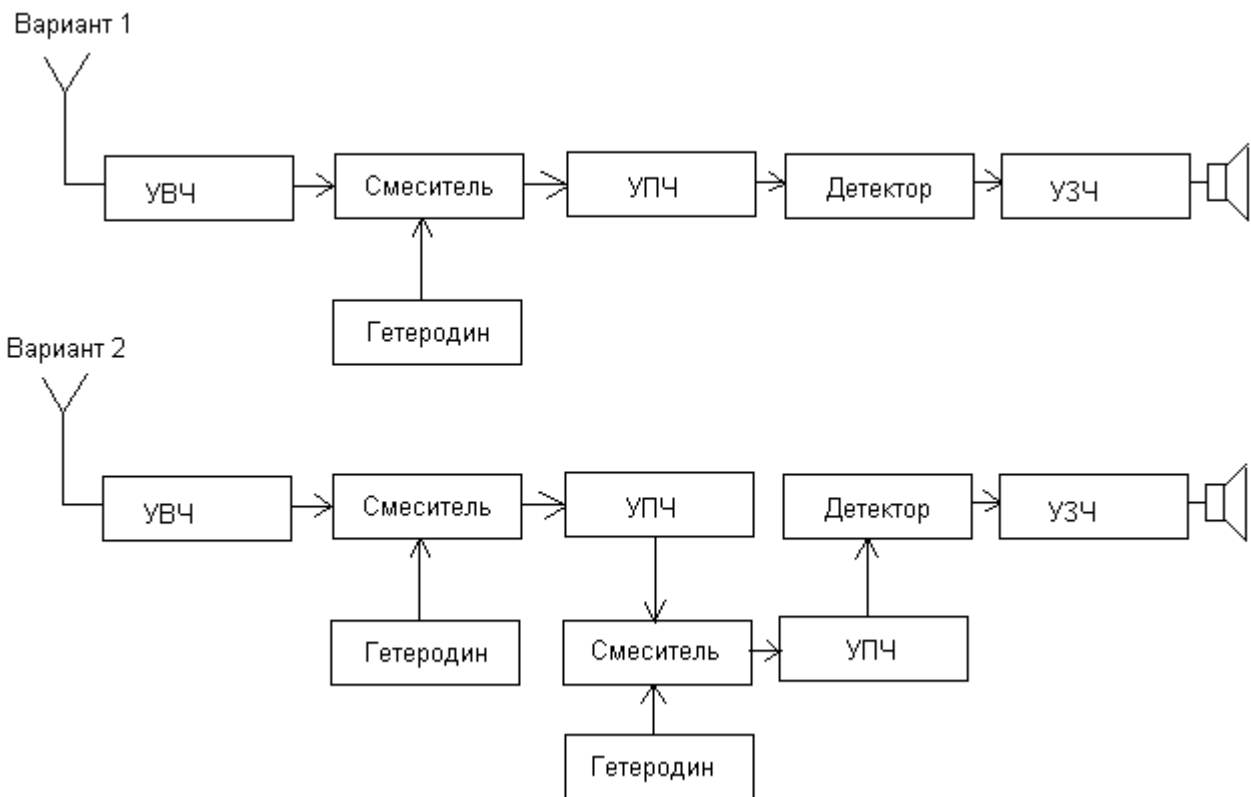 Вариант 1
УВЧ
Смеситель
УПЧ
Детектор
УЗЧ
Гетеродин
Вариант 2
УВЧ
Смеситель
УПЧ
Детектор
УЗЧ
Гетеродин
Смеситель
УПЧ
Гетеродин